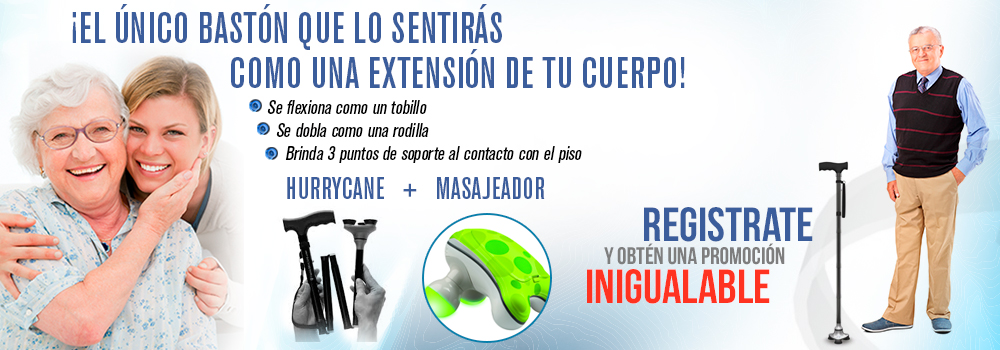 ¡EL ÚNICO BASTÓN QUE LO SENTIRÁS
COMO UNA EXTENSIÓN DE TU CUERPO!
Se flexiona como un tobillo
Se dobla como una rodilla
Brinda 3 puntos de soporte al contacto con el piso
HURRYCANE + MASAJEADOR
REGISTRATE
Y OBTÉN UNA PROMOCIÓN
INIGUALABLE